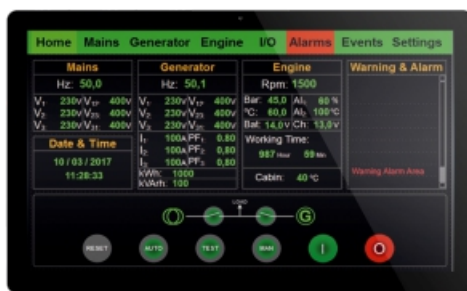 Home Mains Generator Engine I/O Alarms Events Settings
Mains
Hz: 50,0
V₁ 230V V₁₂ 400V
V₂ 230V V₂₃ 400V
V₃ 230V V₃₁ 400V
Date & Time
10 / 03 / 2017
11:28:33
Generator
Hz: 50,1
V₁ 230V V₁₂ 400V
V₂ 230V V₂₃ 400V
V₃ 230V V₃₁ 400V
I₁ 100A PF₁ 0,80
I₂ 100A PF₂ 0,80
I₃ 100A PF₃ 0,80
kWh: 1000
kVArh: 100
Engine
Rpm: 1500
Bar: 45,0 AI₁ 60 %
°C: 60,0 AI₂ 100°C
Bat: 14,0V Ch: 13,0V
Working Time:
987 Hour 59 Min
Cabin: 40 °C
Warning & Alarm
Warning Alarm Area
LOAD
G
RESET AUTO TEST MAN I O